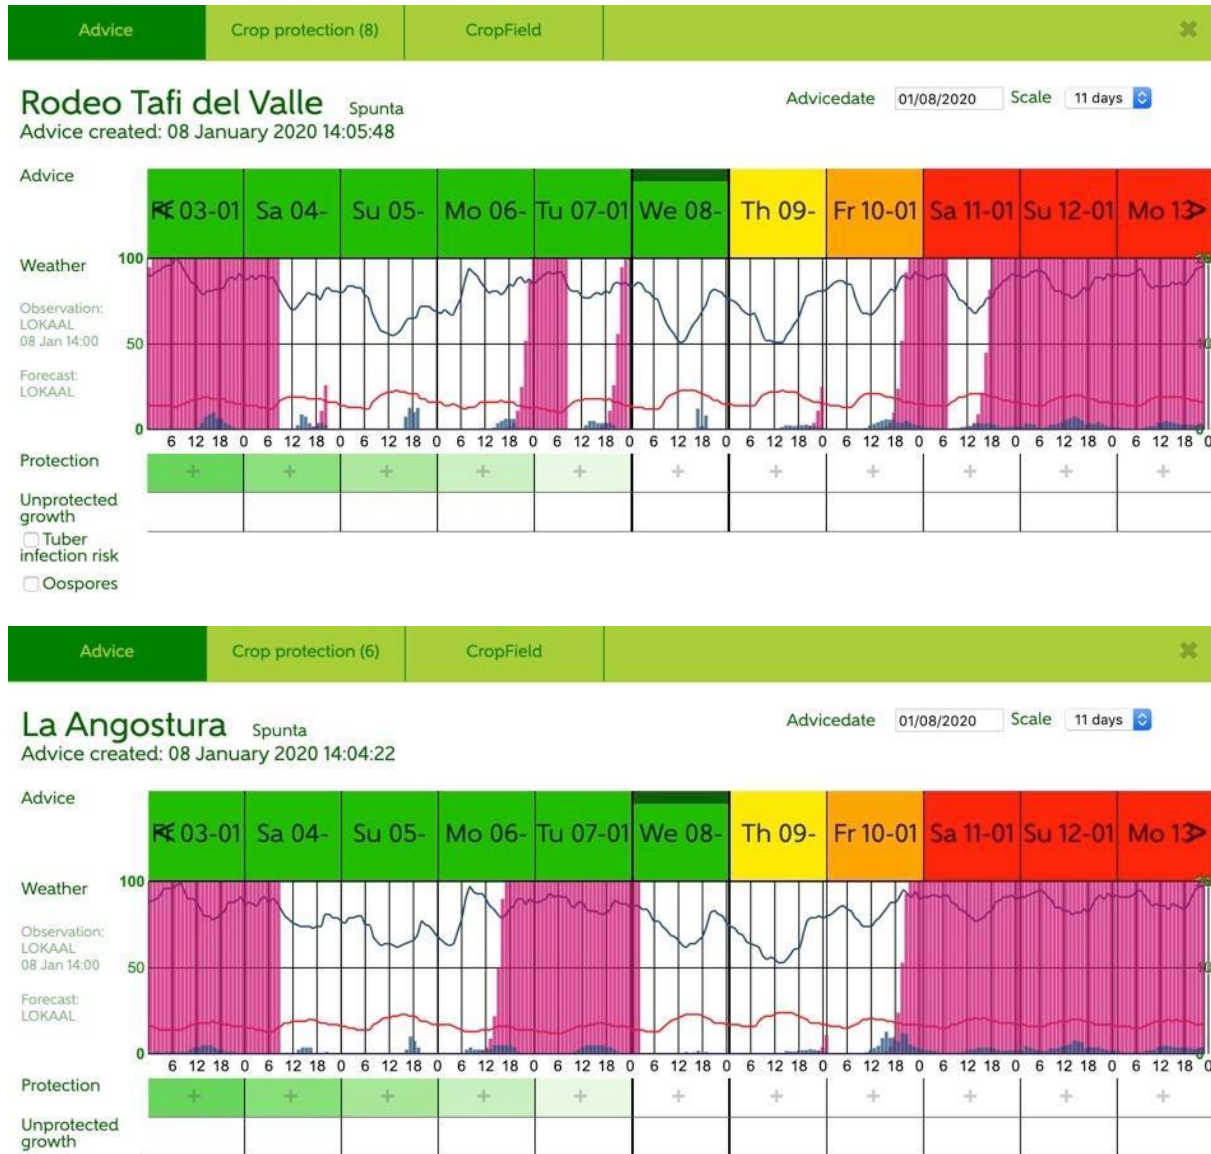 Advice Crop protection (8) CropField ✖
Rodeo Tafi del Valle Spunta
Advicedate 01/08/2020 Scale 11 days
Advice created: 08 January 2020 14:05:48
Advice
03-01 Sa 04- Su 05- Mo 06- Tu 07-01 We 08- Th 09- Fr 10-01 Sa 11-01 Su 12-01 Mo 13
Weather 100
Observation:
LOKAAL
08 Jan 14:00
50
Forecast:
LOKAAL
0
6 12 18 0 6 12 18 0 6 12 18 0 6 12 18 0 6 12 18 0 6 12 18 0 6 12 18 0 6 12 18 0 6 12 18 0 6 12 18 0 6 12 18 0
Protection + + + + + + + + + + +
Unprotected
growth
Tuber
infection risk
Oospores
Advice Crop protection (6) CropField ✖
La Angostura Spunta
Advicedate 01/08/2020 Scale 11 days
Advice created: 08 January 2020 14:04:22
Advice
03-01 Sa 04- Su 05- Mo 06- Tu 07-01 We 08- Th 09- Fr 10-01 Sa 11-01 Su 12-01 Mo 13
Weather 100
Observation:
LOKAAL
08 Jan 14:00
50
Forecast:
LOKAAL
0
6 12 18 0 6 12 18 0 6 12 18 0 6 12 18 0 6 12 18 0 6 12 18 0 6 12 18 0 6 12 18 0 6 12 18 0 6 12 18 0 6 12 18 0
Protection + + + + + + + + + + +
Unprotected
growth